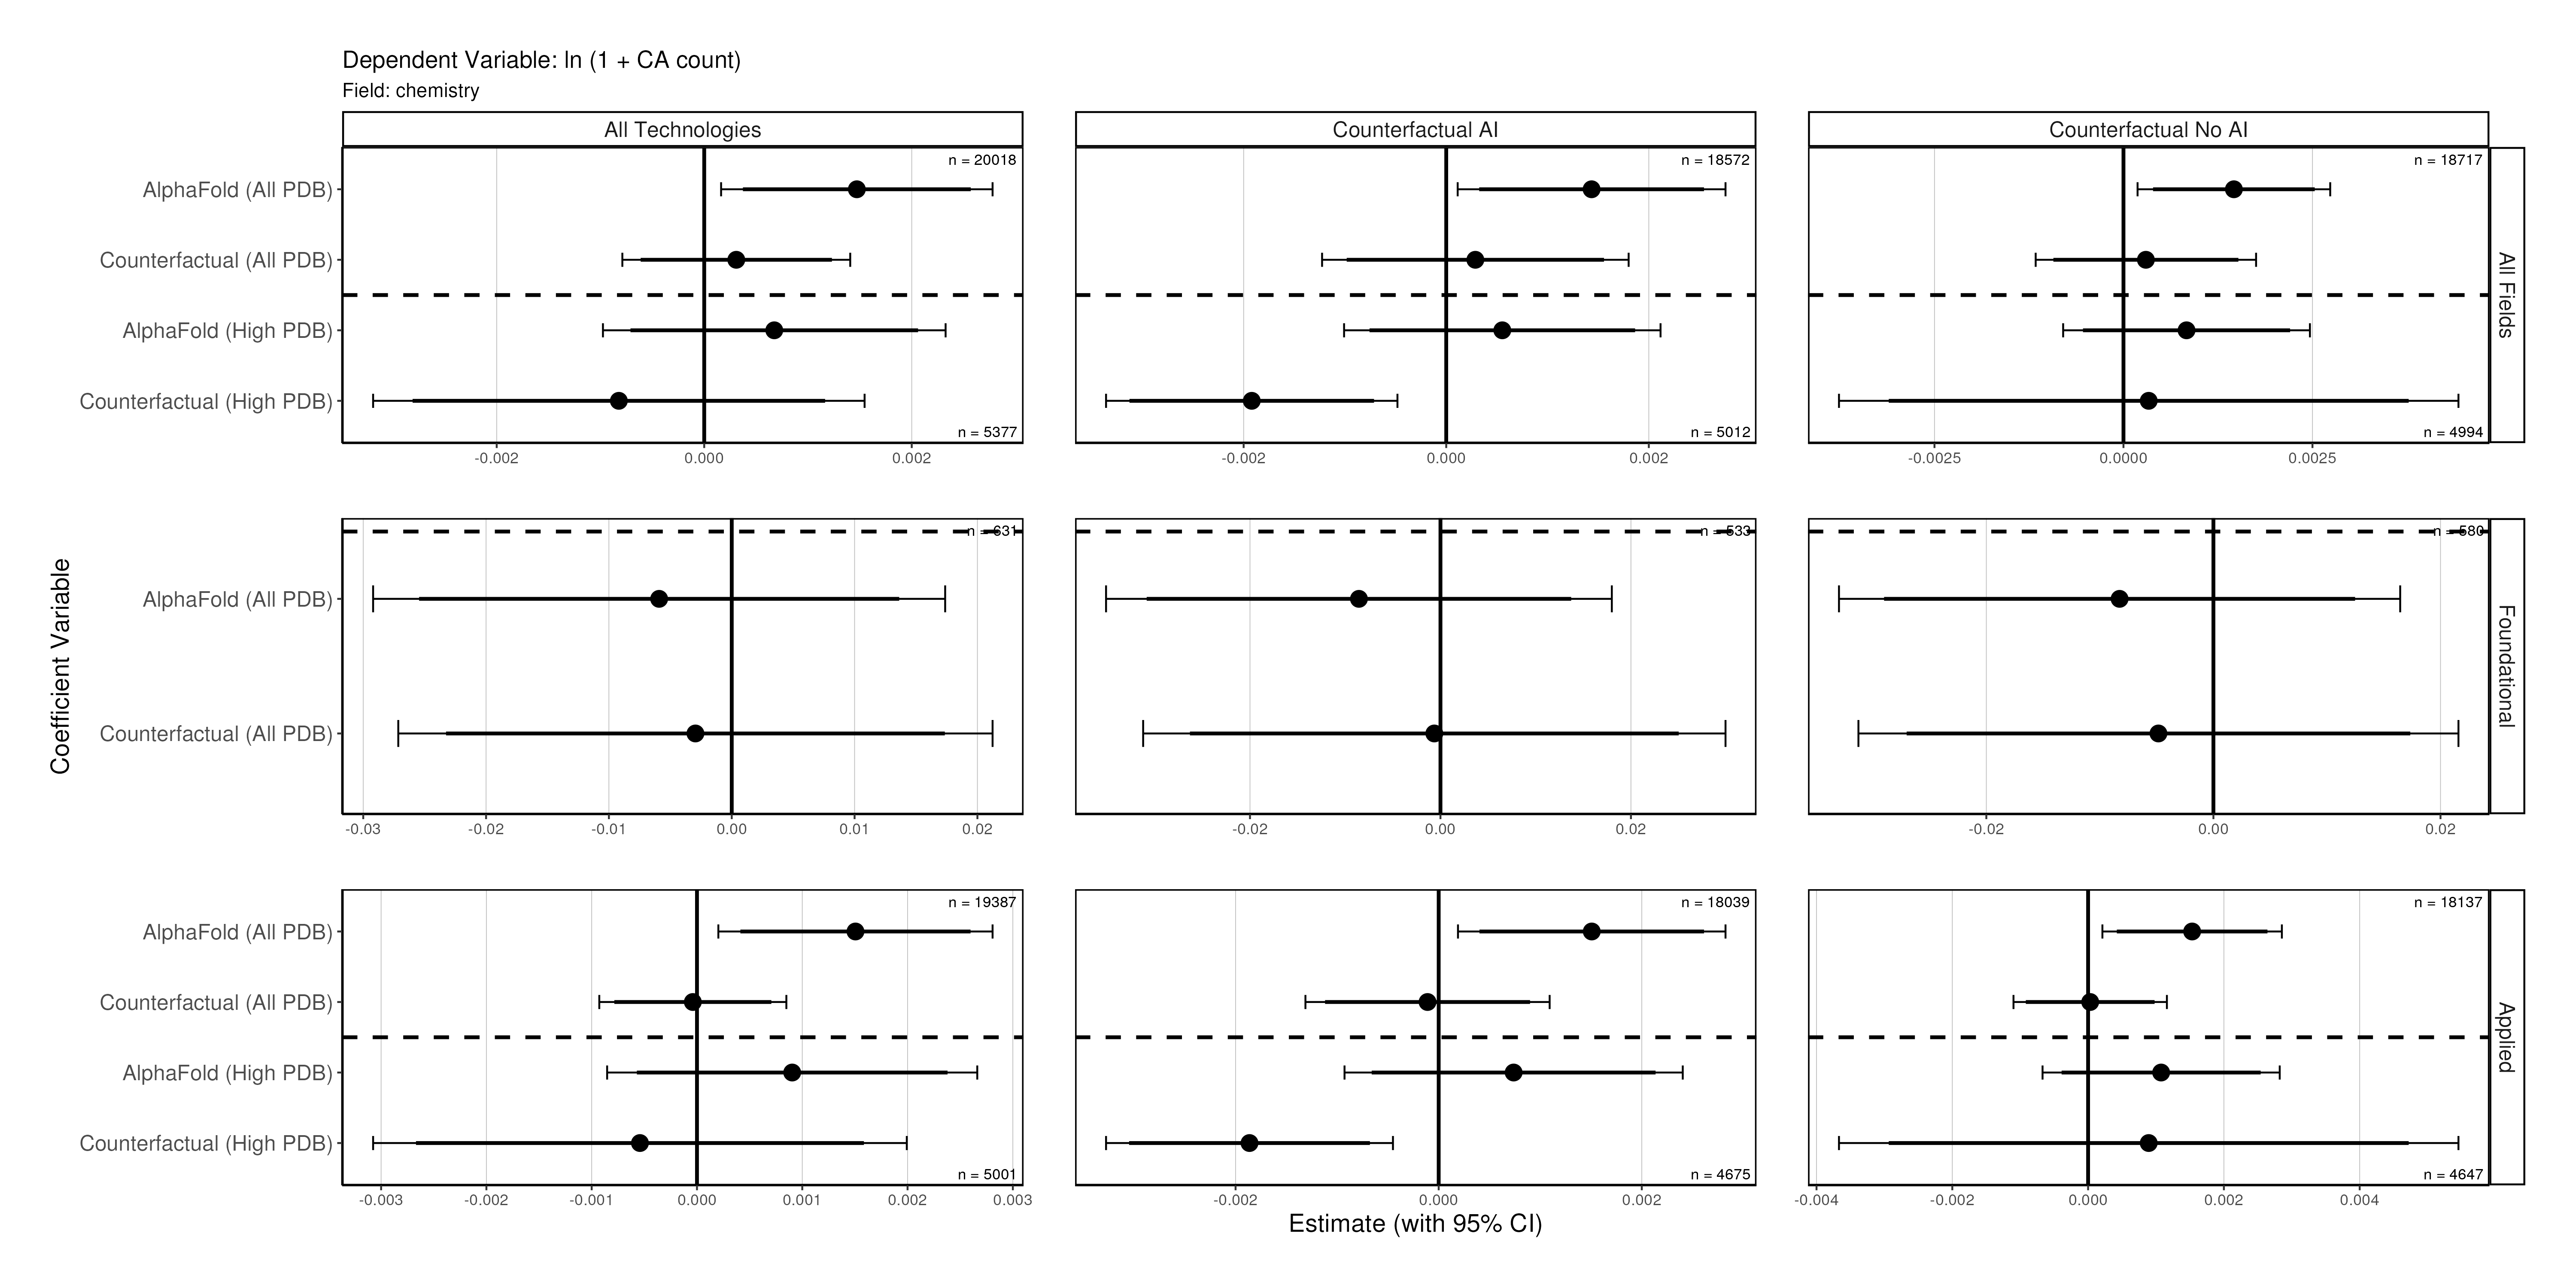 Dependent Variable: ln (1 + CA count)
Field: chemistry
All Technologies
Counterfactual AI
Counterfactual No AI
AlphaFold (All PDB)
Counterfactual (All PDB)
AlphaFold (High PDB)
Counterfactual (High PDB)
n = 20018
n = 5377
n = 18572
n = 5012
n = 18717
n = 4994
All Fields
-0.002 0.000 0.002
-0.002 0.000 0.002
-0.0025 0.0000 0.0025
Coefficient Variable
AlphaFold (All PDB)
Counterfactual (All PDB)
n = 631
n = 533
n = 580
Foundational
-0.03 -0.02 -0.01 0.00 0.01 0.02
-0.02 0.00 0.02
-0.02 0.00 0.02
AlphaFold (All PDB)
Counterfactual (All PDB)
AlphaFold (High PDB)
Counterfactual (High PDB)
n = 19387
n = 5001
n = 18039
n = 4675
n = 18137
n = 4647
Applied
-0.003 -0.002 -0.001 0.000 0.001 0.002 0.003
-0.002 0.000 0.002
-0.004 -0.002 0.000 0.002 0.004
Estimate (with 95% CI)